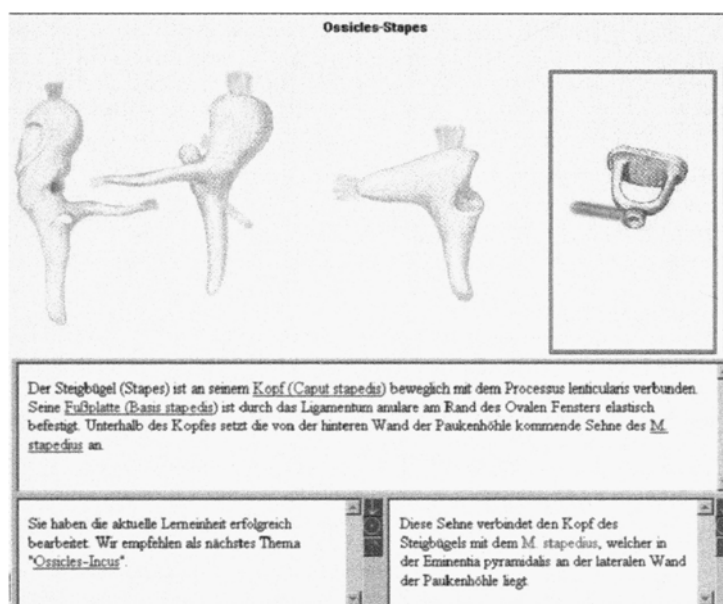 Ossicles-Stapes
Der Steigbügel (Stapes) ist an seinem Kopf (Caput stapedis) beweglich mit dem Processus lenticularis verbunden.
Seine Fußplatte (Basis stapedis) ist durch das Ligamentum anulare am Rand des Ovalen Fensters elastisch
befestigt. Unterhalb des Kopfes setzt die von der hinteren Wand der Paukenhöhle kommende Sehne des M.
stapedius an.
Sie haben die aktuelle Lerneinheit erfolgreich
bearbeitet. Wir empfehlen als nächstes Thema
"Ossicles-Incus".
Diese Sehne verbindet den Kopf des
Steigbügels mit dem M. stapedius, welcher in
der Eminentia pyramidalis an der lateralen Wand
der Paukenhöhle liegt